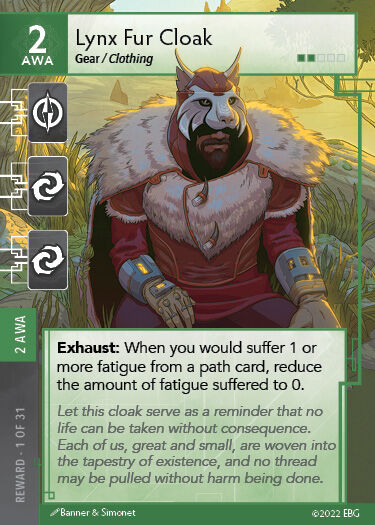 2
AWA
Lynx Fur Cloak
Gear / Clothing
2 AWA
REWARD - 1 OF 31
Exhaust: When you would suffer 1 or
more fatigue from a path card, reduce
the amount of fatigue suffered to 0.
Let this cloak serve as a reminder that no
life can be taken without consequence.
Each of us, great and small, are woven into
the tapestry of existence, and no thread
may be pulled without harm being done.
Banner & Simonet
©2022 EBG